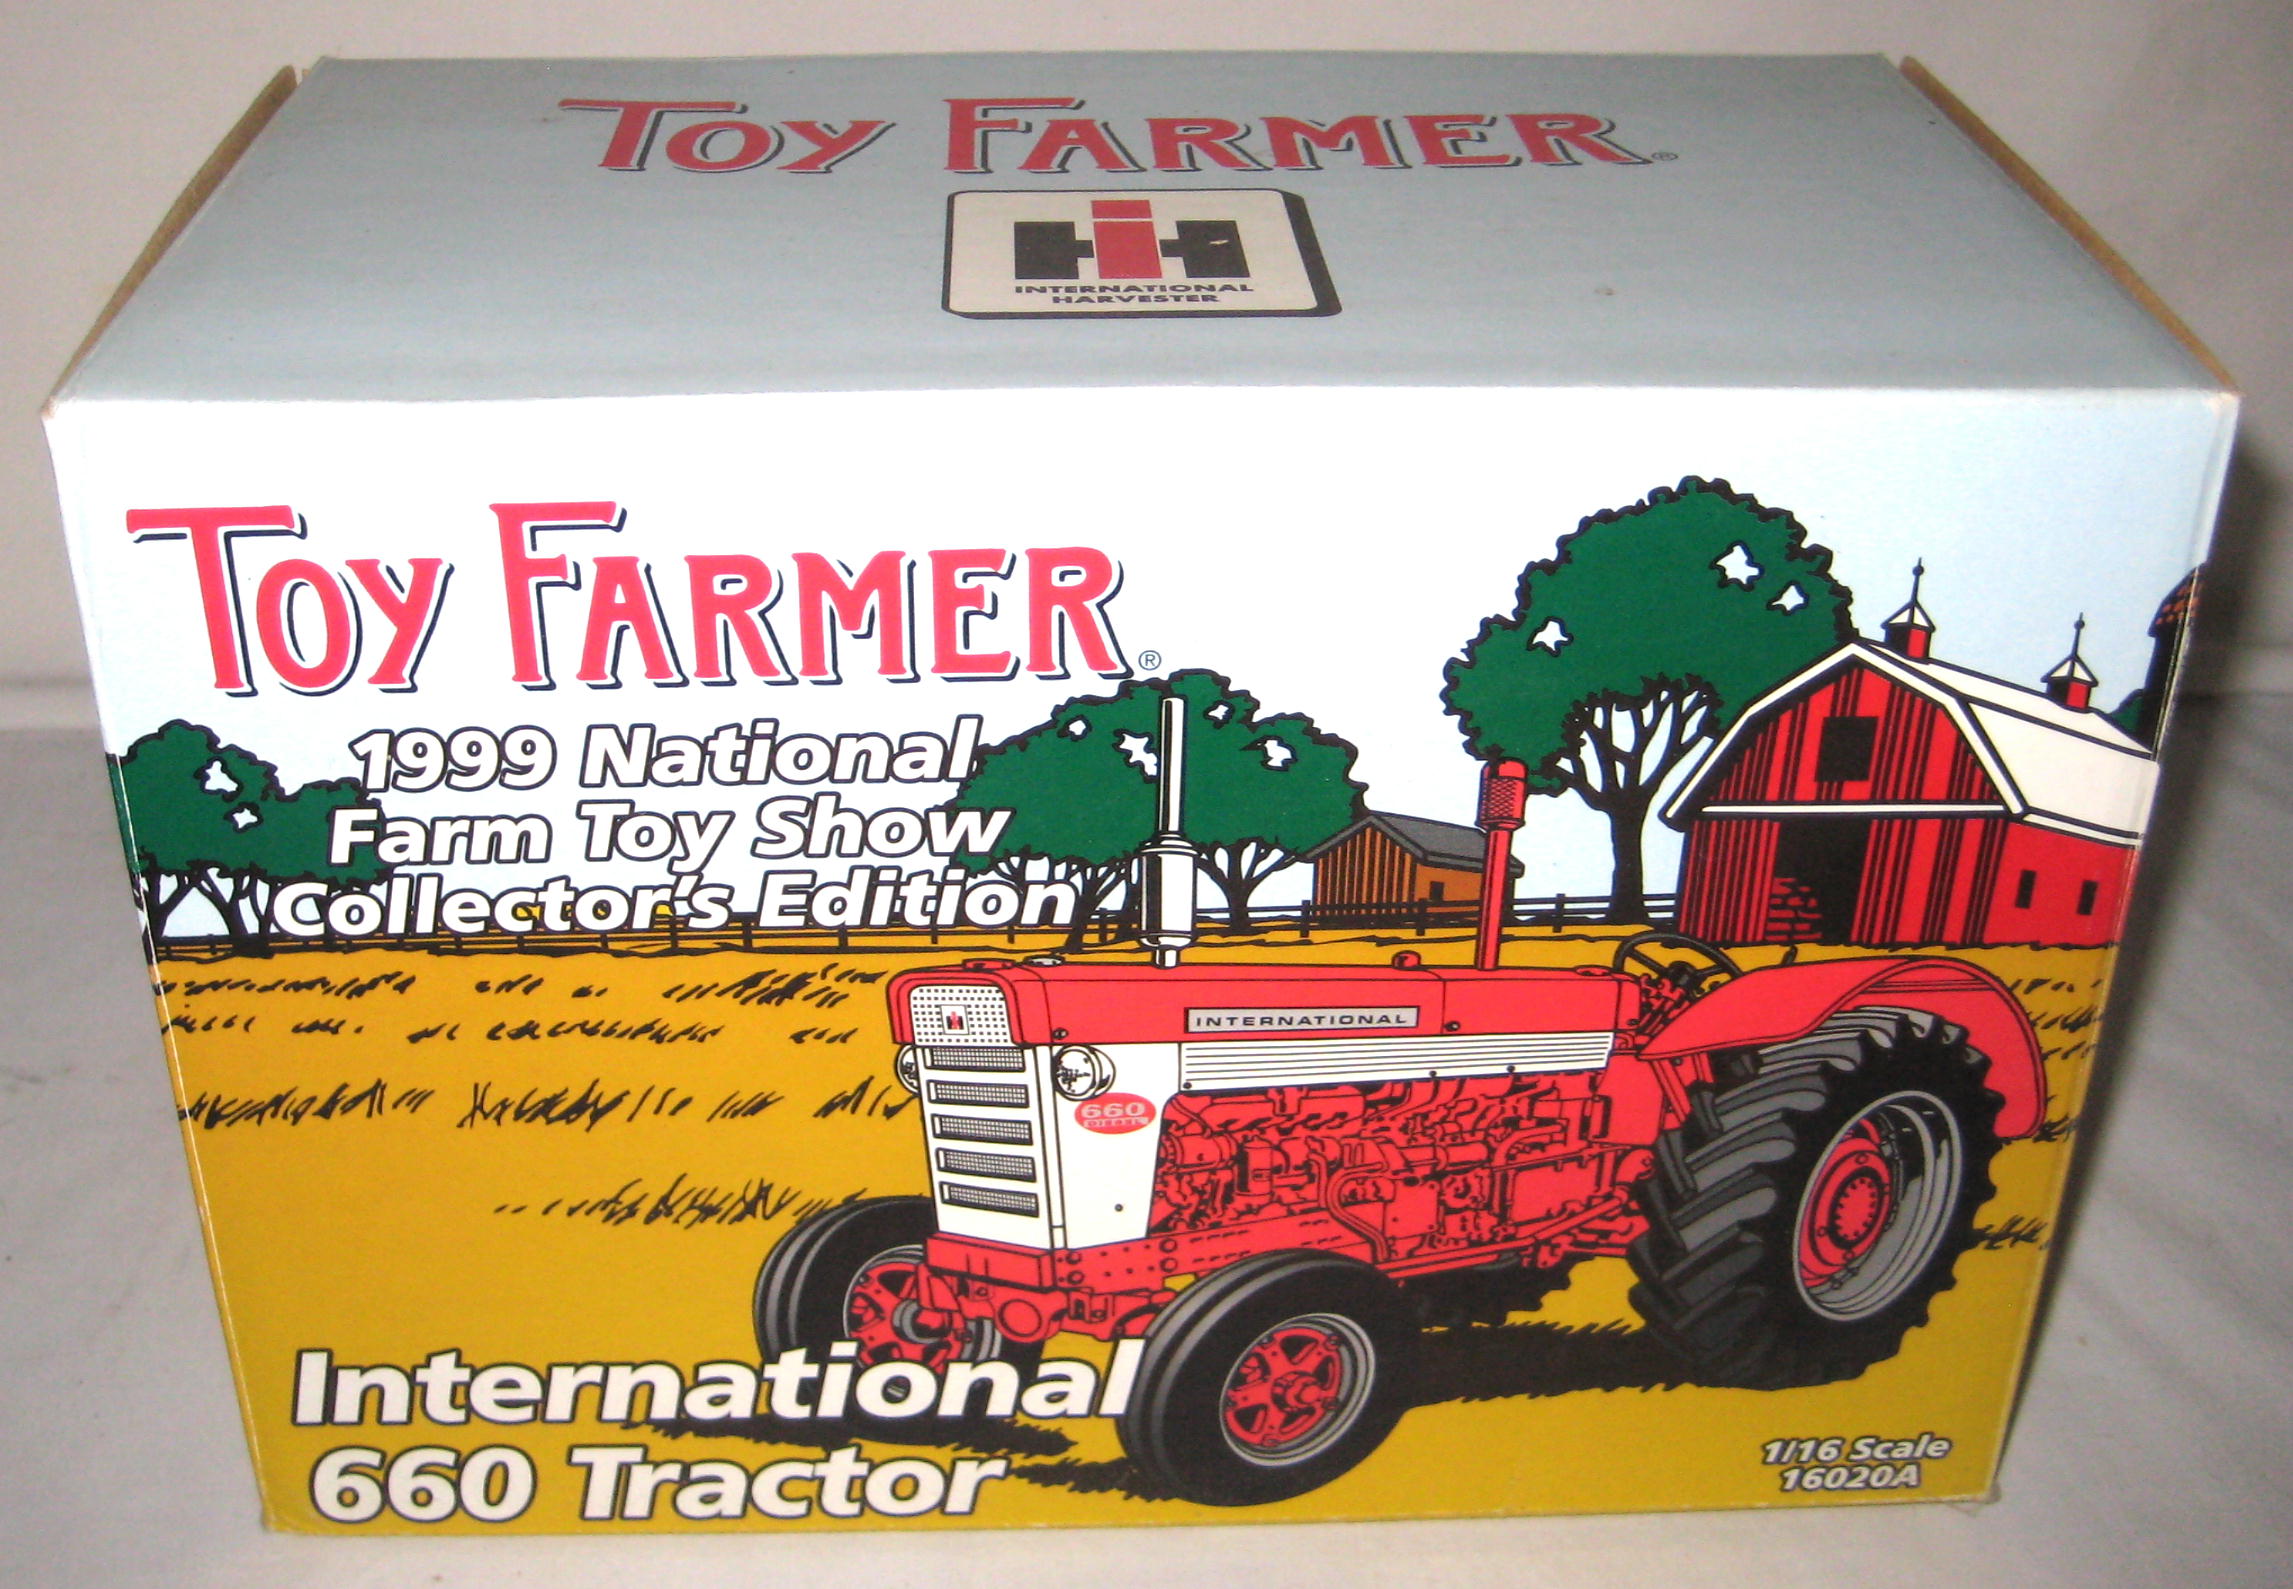 TOY FARMER®
INTERNATIONAL
HARVESTER
TOY FARMER®
1999 National
Farm Toy Show
Collector's Edition
INTERNATIONAL
660
DIESEL
International
660 Tractor
1/16 Scale
16020A